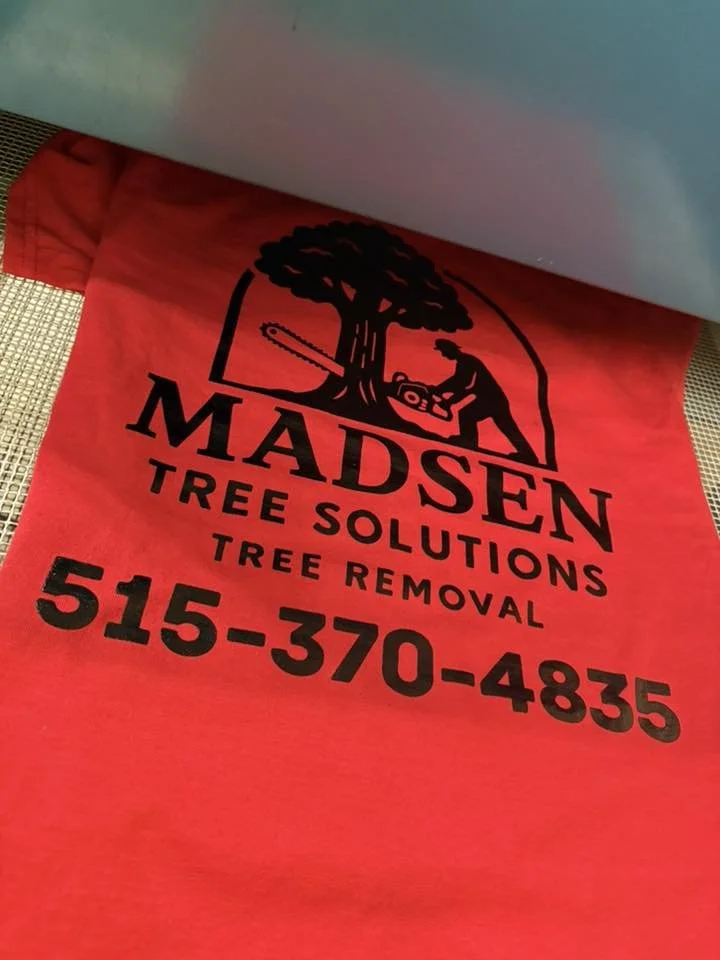 MADSEN
TREE SOLUTIONS
TREE REMOVAL
515-370-4835